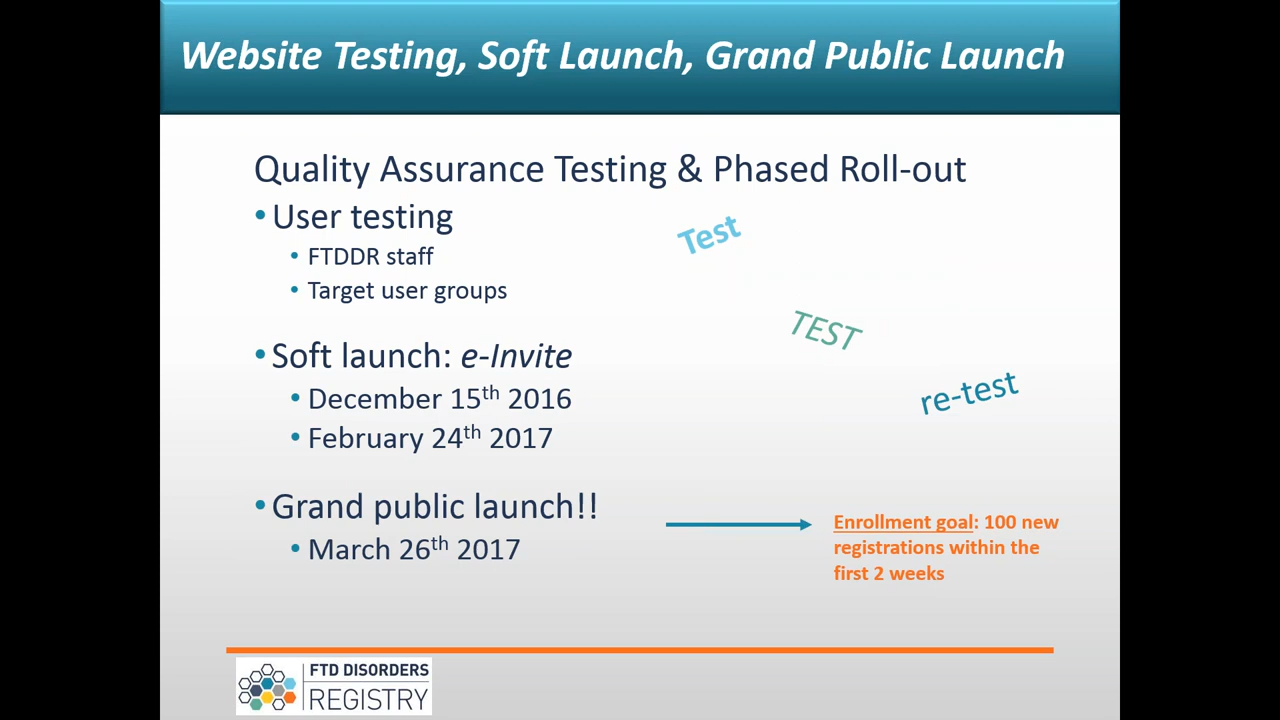 Website Testing, Soft Launch, Grand Public Launch
Quality Assurance Testing & Phased Roll-out
• User testing
• FTDDR staff
• Target user groups
Test
TEST
• Soft launch: e-Invite
• December 15th 2016
• February 24th 2017
re-test
• Grand public launch!!
• March 26th 2017
Enrollment goal: 100 new
registrations within the
first 2 weeks
FTD DISORDERS
REGISTRY